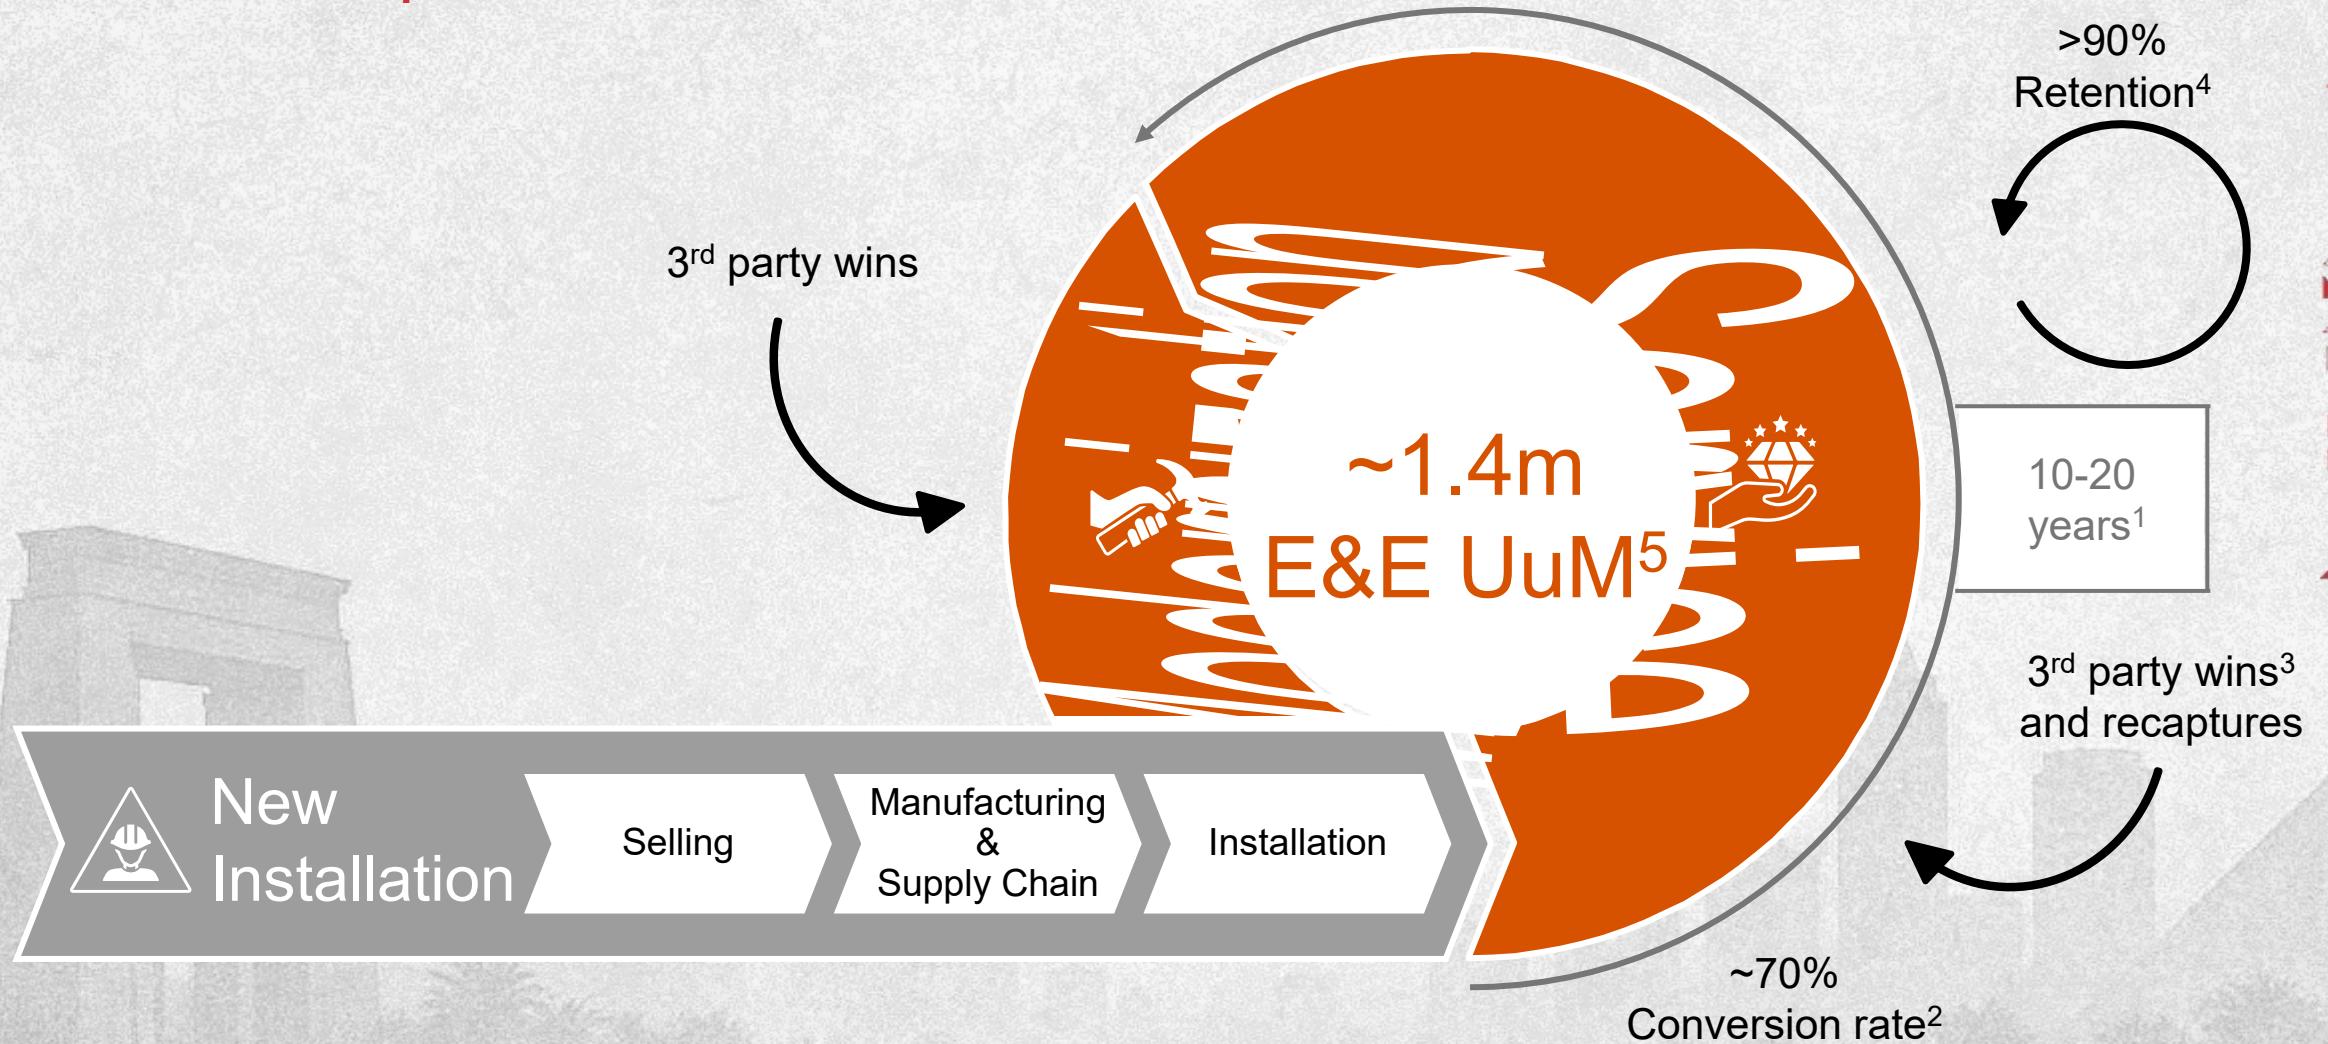 >90%
Retention⁴
3ʳᵈ party wins
~1.4m
E&E UuM⁵
10-20
years¹
3ʳᵈ party wins³
and recaptures
New
Installation
Selling
Manufacturing
&
Supply Chain
Installation
~70%
Conversion rate²